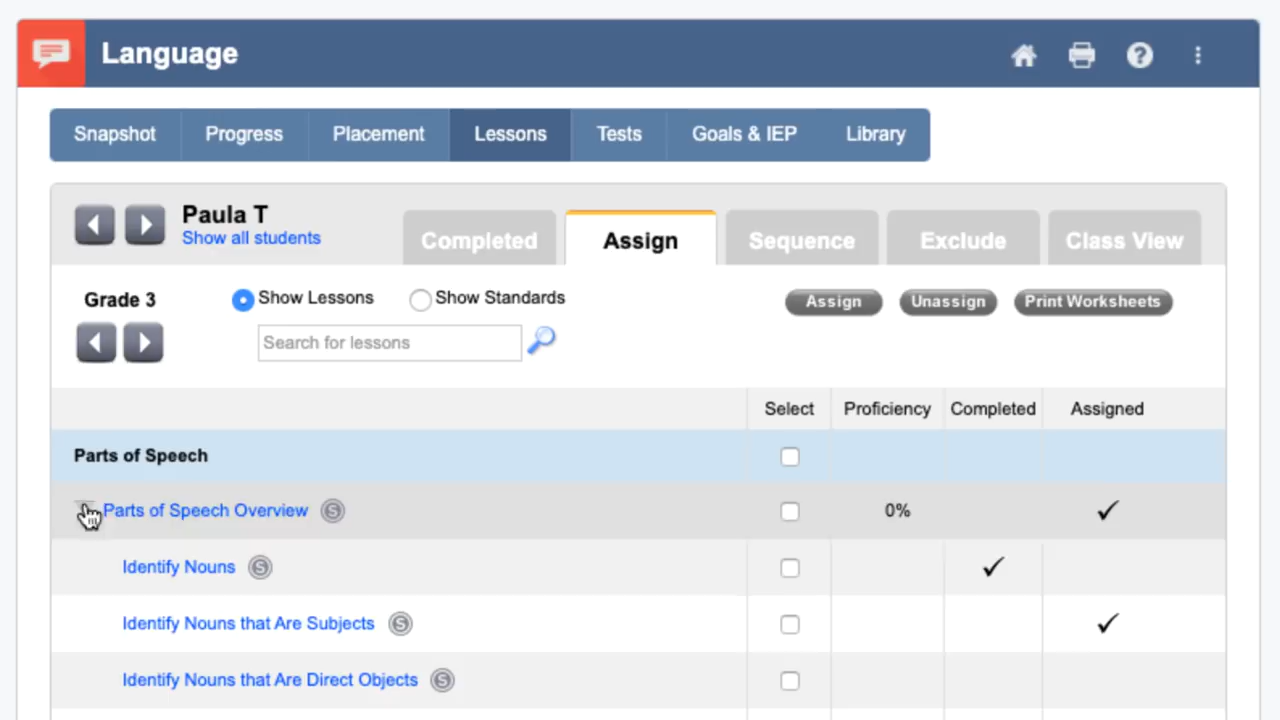 Language
Snapshot Progress Placement Lessons Tests Goals & IEP Library
Paula T
Show all students
Completed Assign Sequence Exclude Class View
Grade 3
Show Lessons Show Standards
Assign Unassign Print Worksheets
Search for lessons
Select Proficiency Completed Assigned
Parts of Speech
Parts of Speech Overview S 0%
Identify Nouns S
Identify Nouns that Are Subjects S
Identify Nouns that Are Direct Objects S